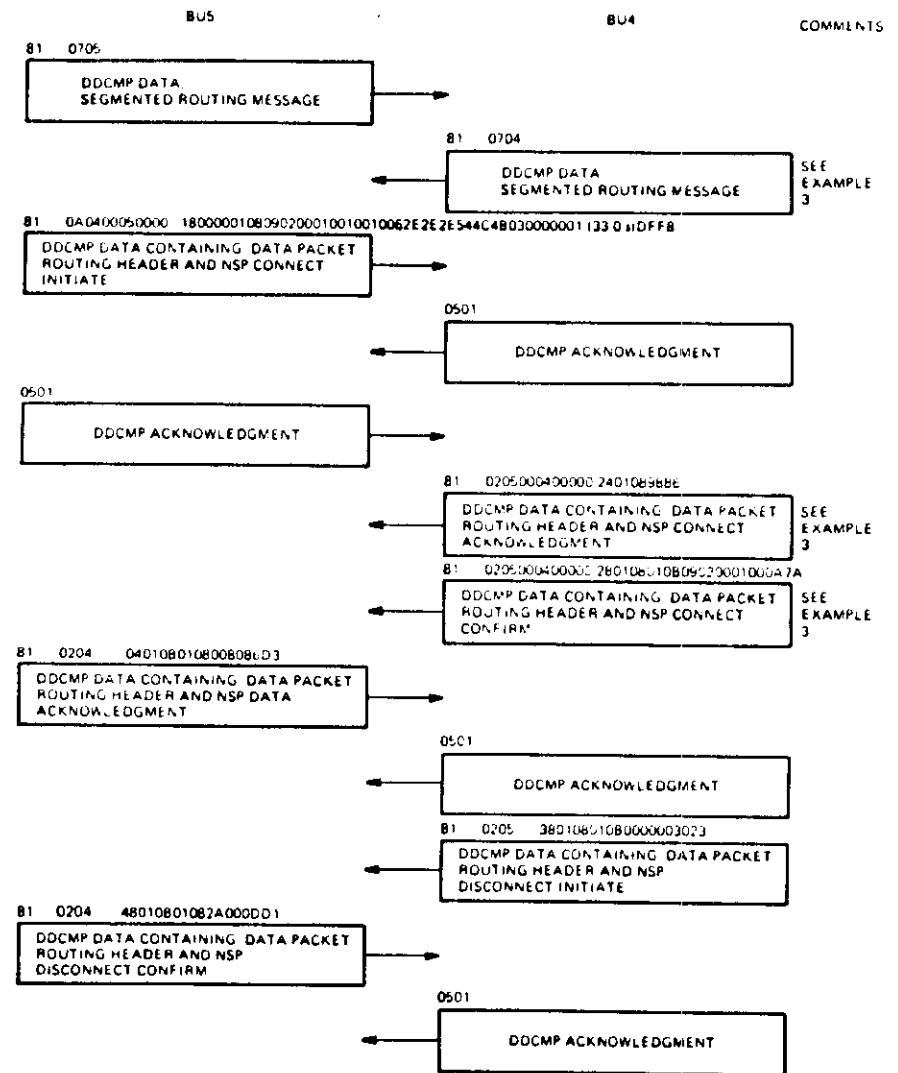 BU5
BU4
COMMENTS
81 0705
DDCMP DATA,
SEGMENTED ROUTING MESSAGE
81 0704
DDCMP DATA
SEGMENTED ROUTING MESSAGE
SEE
EXAMPLE
3
81 0A0400050000
DDCMP DATA CONTAINING DATA PACKET
ROUTING HEADER AND NSP CONNECT
INITIATE
0501
DDCMP ACKNOWLEDGMENT
0501
DDCMP ACKNOWLEDGMENT
81 020500040000
DDCMP DATA CONTAINING DATA PACKET
ROUTING HEADER AND NSP CONNECT
ACKNOWLEDGMENT
SEE
EXAMPLE
3
81 020500040000
DDCMP DATA CONTAINING DATA PACKET
ROUTING HEADER AND NSP CONNECT
CONFIRM
SEE
EXAMPLE
3
81 0204
DDCMP DATA CONTAINING DATA PACKET
ROUTING HEADER AND NSP DATA
ACKNOWLEDGMENT
0501
DDCMP ACKNOWLEDGMENT
81 0205
DDCMP DATA CONTAINING DATA PACKET
ROUTING HEADER AND NSP
DISCONNECT INITIATE
81 0204 48010B010B2A000DD1
DDCMP DATA CONTAINING DATA PACKET
ROUTING HEADER AND NSP
DISCONNECT CONFIRM
0501
DDCMP ACKNOWLEDGMENT